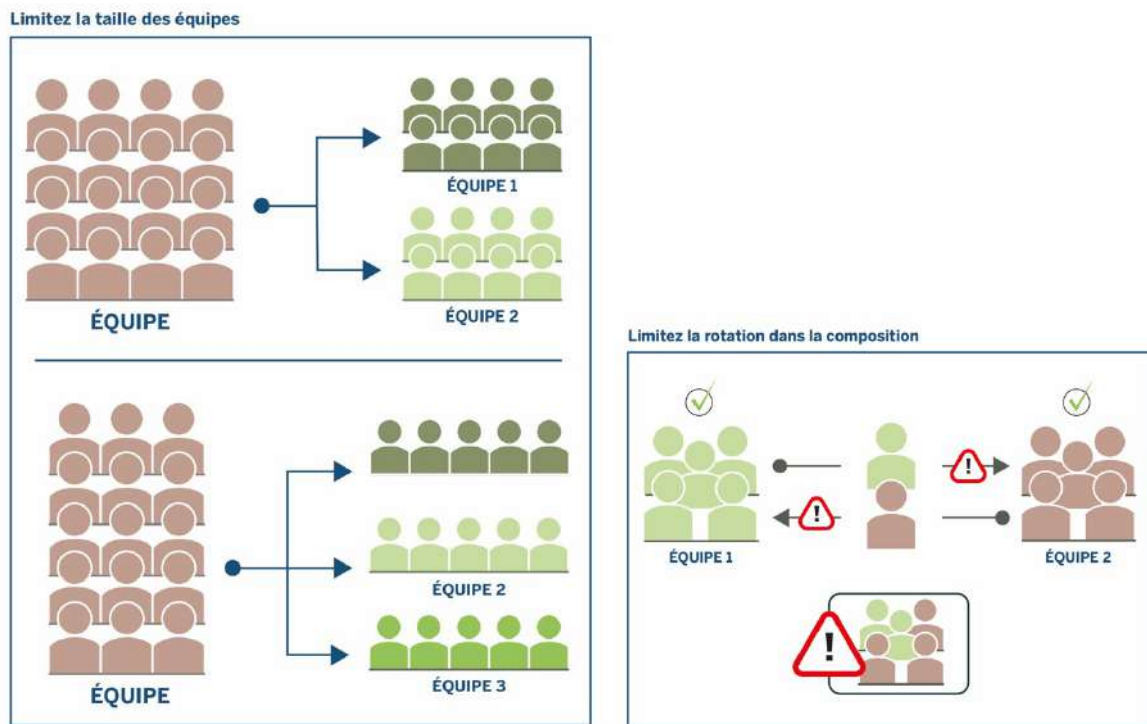 Limitez la taille des équipes
ÉQUIPE 1
ÉQUIPE
ÉQUIPE 2
ÉQUIPE 2
ÉQUIPE 3
ÉQUIPE
Limitez la rotation dans la composition
ÉQUIPE 1
ÉQUIPE 2